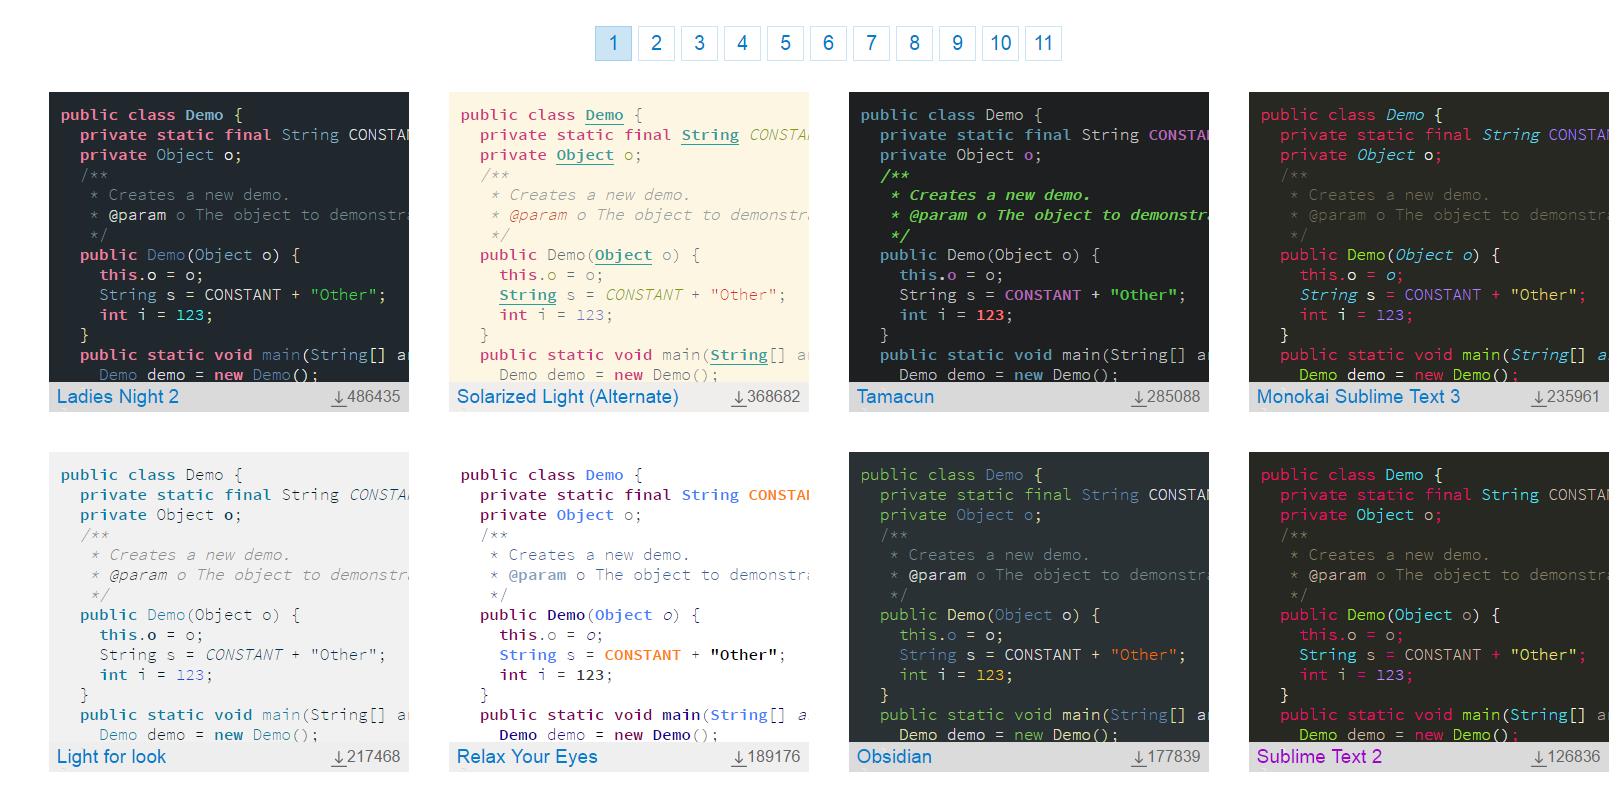 1 2 3 4 5 6 7 8 9 10 11
public class Demo {
private static final String CONSTAN
private Object o;
/**
* Creates a new demo.
* @param o The object to demonstra
*/
public Demo(Object o) {
this.o = o;
String s = CONSTANT + "Other";
int i = 123;
}
public static void main(String[] ar
Demo demo = new Demo();
Ladies Night 2 486435
public class Demo {
private static final String CONSTAN
private Object o;
/**
* Creates a new demo.
* @param o The object to demonstra
*/
public Demo(Object o) {
this.o = o;
String s = CONSTANT + "Other";
int i = 123;
}
public static void main(String[] ar
Demo demo = new Demo();
Solarized Light (Alternate) 368682
public class Demo {
private static final String CONSTAN
private Object o;
/**
* Creates a new demo.
* @param o The object to demonstra
*/
public Demo(Object o) {
this.o = o;
String s = CONSTANT + "Other";
int i = 123;
}
public static void main(String[] ar
Demo demo = new Demo();
Tamacun 285088
public class Demo {
private static final String CONSTAN
private Object o;
/**
* Creates a new demo.
* @param o The object to demonstra
*/
public Demo(Object o) {
this.o = o;
String s = CONSTANT + "Other";
int i = 123;
}
public static void main(String[] a
Demo demo = new Demo();
Monokai Sublime Text 3 235961
public class Demo {
private static final String CONSTAN
private Object o;
/**
* Creates a new demo.
* @param o The object to demonstra
*/
public Demo(Object o) {
this.o = o;
String s = CONSTANT + "Other";
int i = 123;
}
public static void main(String[] ar
Demo demo = new Demo();
Light for look 217468
public class Demo {
private static final String CONSTAN
private Object o;
/**
* Creates a new demo.
* @param o The object to demonstra
*/
public Demo(Object o) {
this.o = o;
String s = CONSTANT + "Other";
int i = 123;
}
public static void main(String[] a
Demo demo = new Demo();
Relax Your Eyes 189176
public class Demo {
private static final String CONSTAN
private Object o;
/**
* Creates a new demo.
* @param o The object to demonstra
*/
public Demo(Object o) {
this.o = o;
String s = CONSTANT + "Other";
int i = 123;
}
public static void main(String[] ar
Demo demo = new Demo();
Obsidian 177839
public class Demo {
private static final String CONSTAN
private Object o;
/**
* Creates a new demo.
* @param o The object to demonstra
*/
public Demo(Object o) {
this.o = o;
String s = CONSTANT + "Other";
int i = 123;
}
public static void main(String[] ar
Demo demo = new Demo();
Sublime Text 2 126836